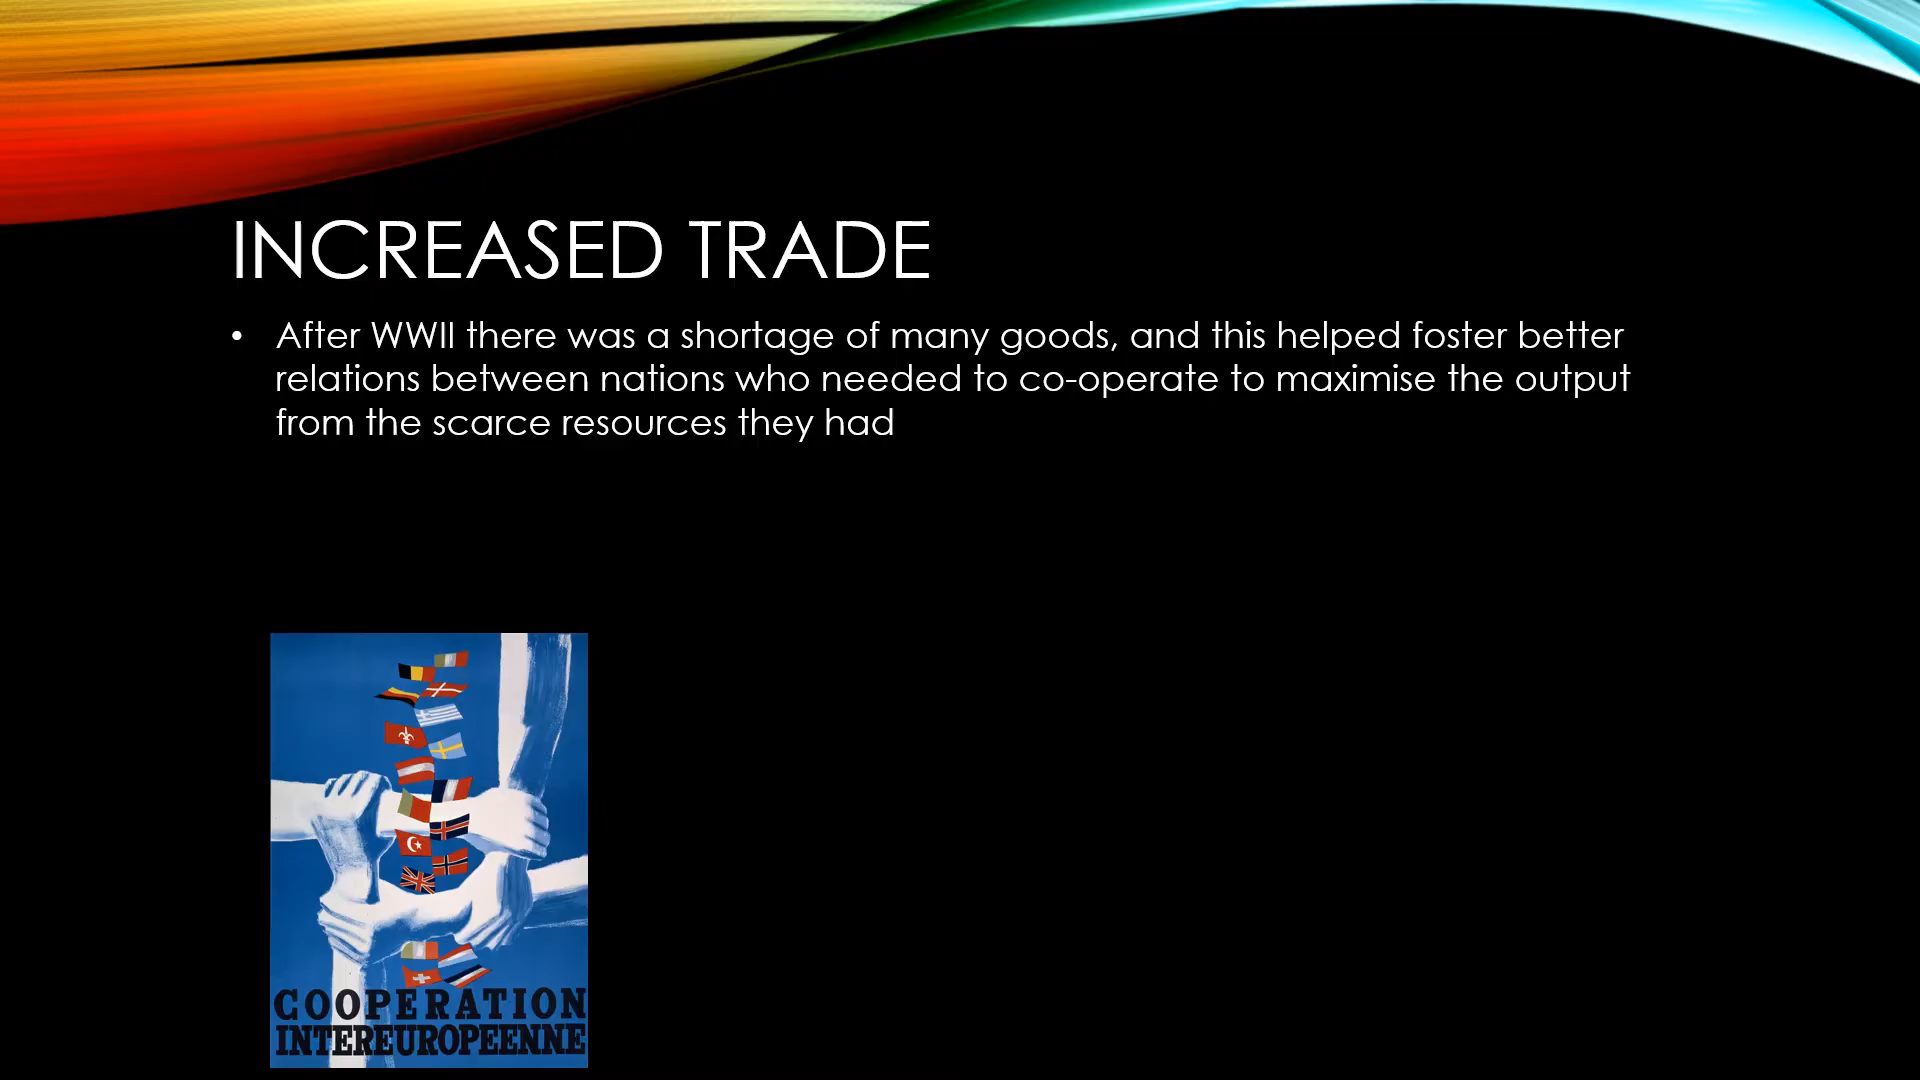 INCREASED TRADE
• After WWII there was a shortage of many goods, and this helped foster better
relations between nations who needed to co-operate to maximise the output
from the scarce resources they had
COOPERATION
INTEREUROPEENNE